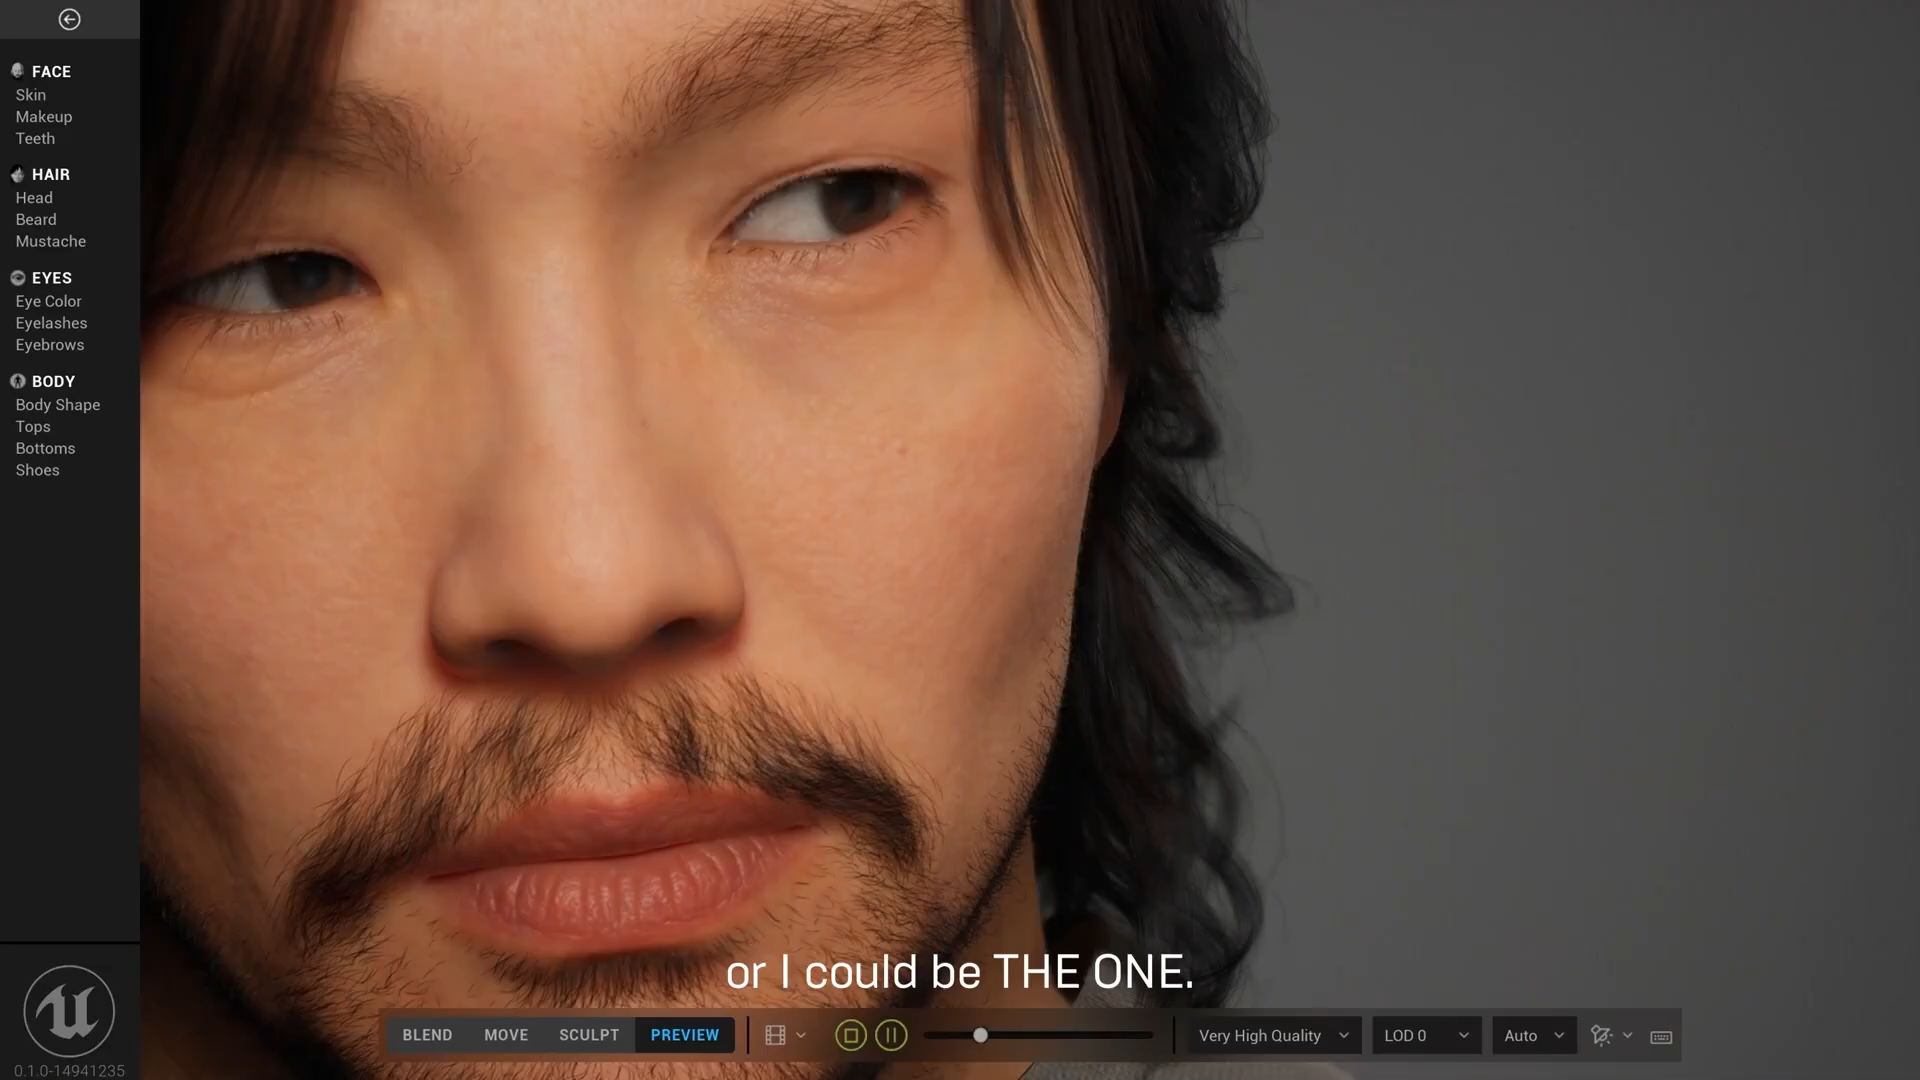 FACE
Skin
Makeup
Teeth
HAIR
Head
Beard
Mustache
EYES
Eye Color
Eyelashes
Eyebrows
BODY
Body Shape
Tops
Bottoms
Shoes
or I could be THE ONE.
BLEND MOVE SCULPT PREVIEW Very High Quality LOD 0 Auto
0.1.0-14941235